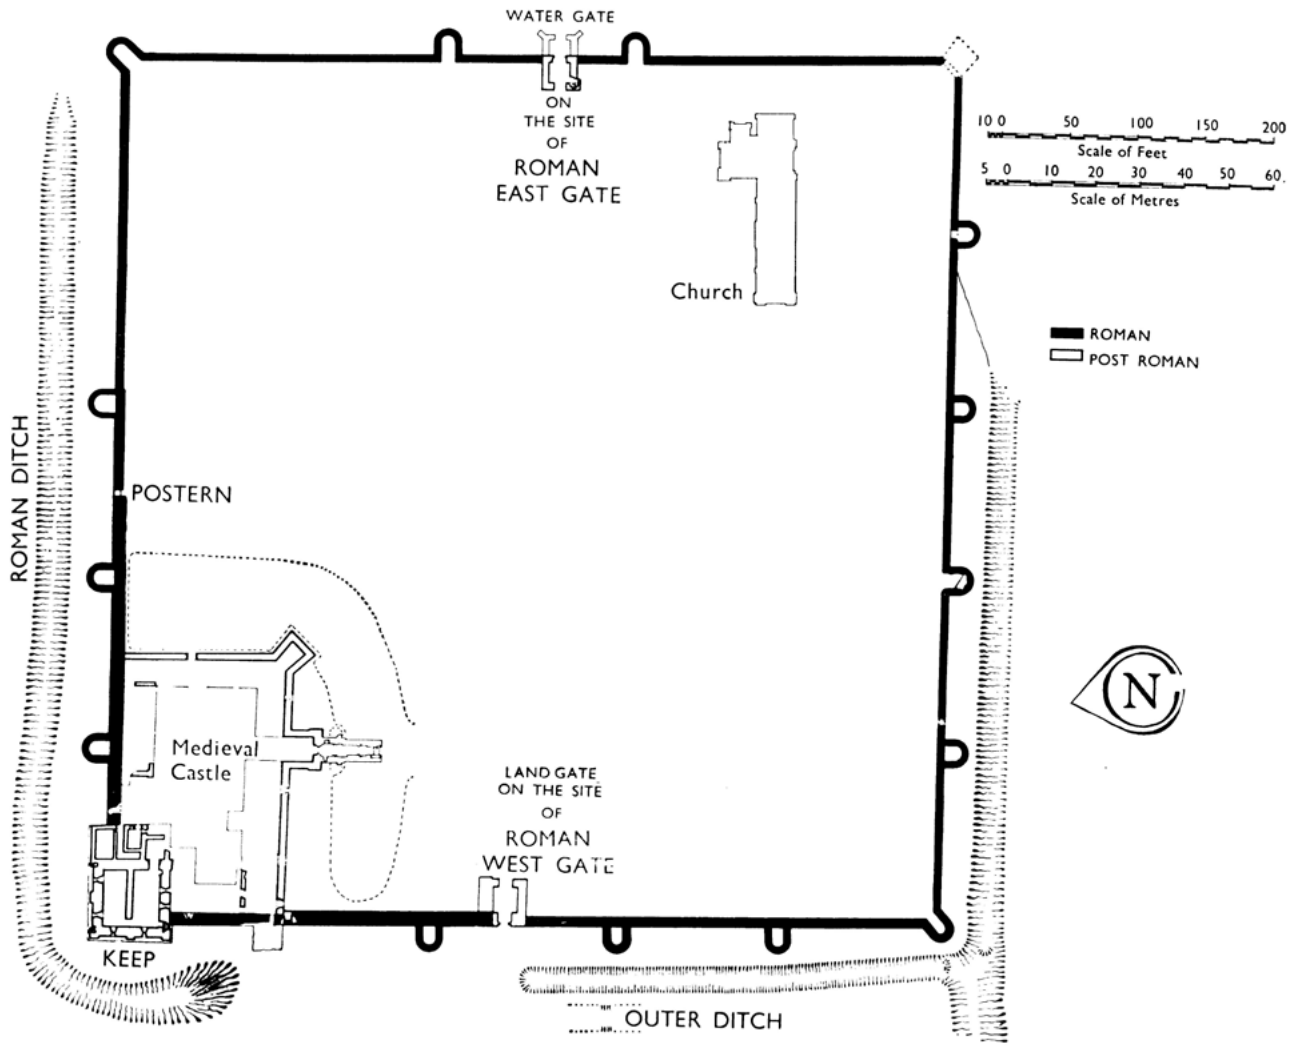 WATER GATE
ON
THE SITE
OF
ROMAN
EAST GATE
10 0 50 100 150 200
Scale of Feet
5 0 10 20 30 40 50 60
Scale of Metres
Church
ROMAN
POST ROMAN
ROMAN DITCH
POSTERN
N
Medieval
Castle
LAND GATE
ON THE SITE
OF
ROMAN
WEST GATE
KEEP
OUTER DITCH